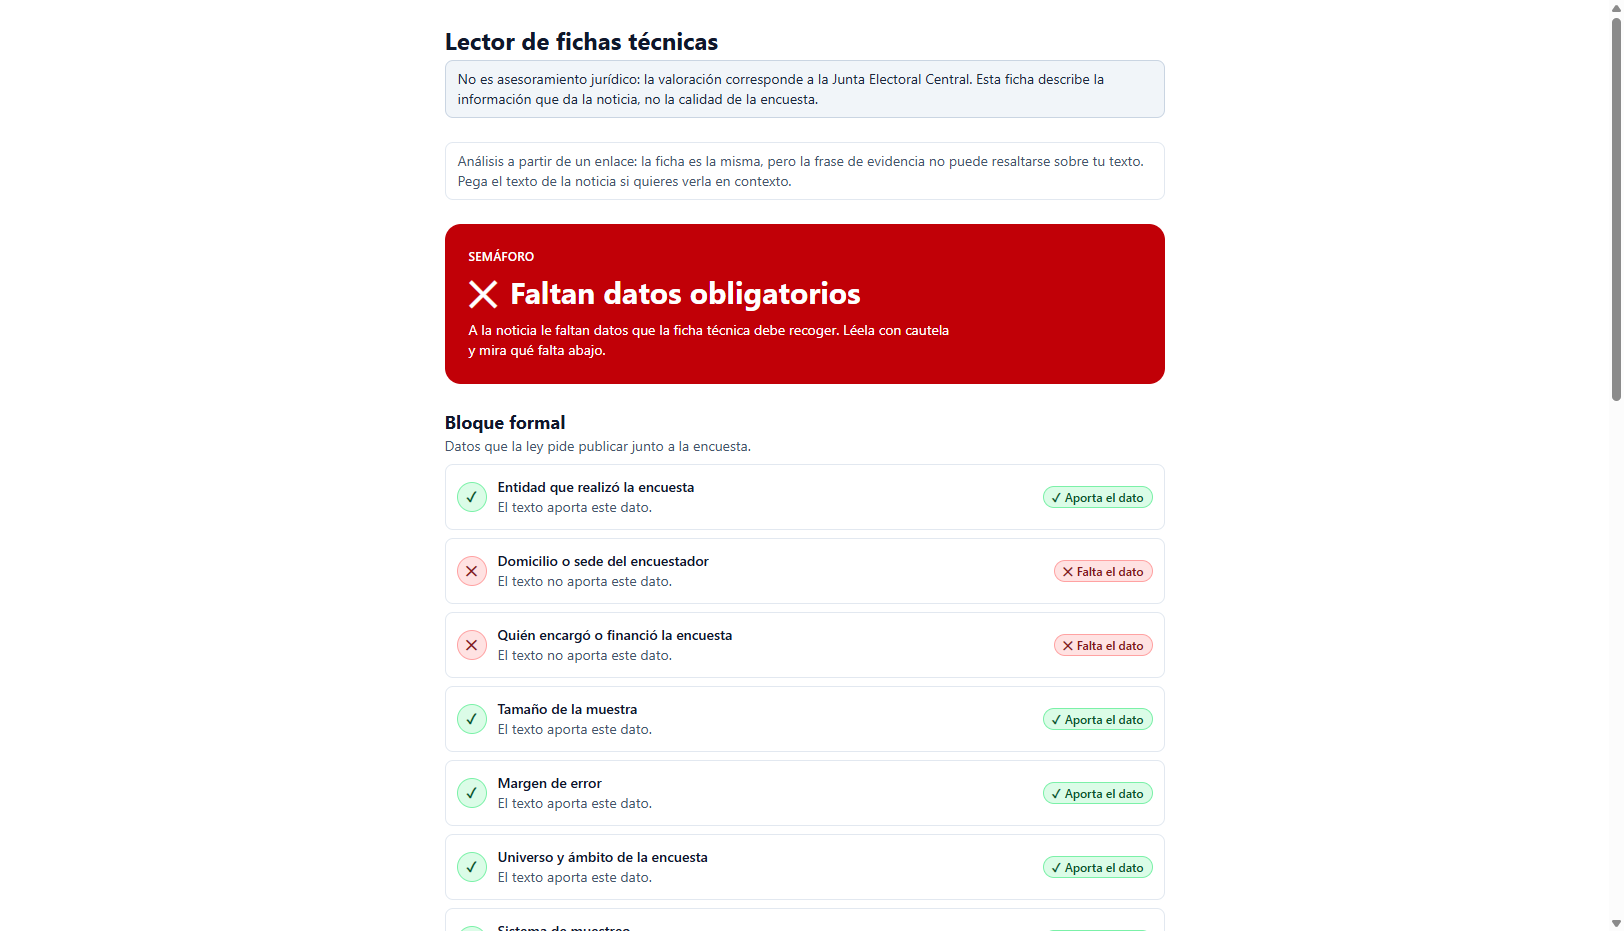 Lector de fichas técnicas
No es asesoramiento jurídico: la valoración corresponde a la Junta Electoral Central. Esta ficha describe la
información que da la noticia, no la calidad de la encuesta.
Análisis a partir de un enlace: la ficha es la misma, pero la frase de evidencia no puede resaltarse sobre tu texto.
Pega el texto de la noticia si quieres verla en contexto.
SEMÁFORO
Faltan datos obligatorios
A la noticia le faltan datos que la ficha técnica debe recoger. Léela con cautela
y mira qué falta abajo.
Bloque formal
Datos que la ley pide publicar junto a la encuesta.
Entidad que realizó la encuesta
El texto aporta este dato.
✓ Aporta el dato
Domicilio o sede del encuestador
El texto no aporta este dato.
✕ Falta el dato
Quién encargó o financió la encuesta
El texto no aporta este dato.
✕ Falta el dato
Tamaño de la muestra
El texto aporta este dato.
✓ Aporta el dato
Margen de error
El texto aporta este dato.
✓ Aporta el dato
Universo y ámbito de la encuesta
El texto aporta este dato.
✓ Aporta el dato
Sistema de muestreo